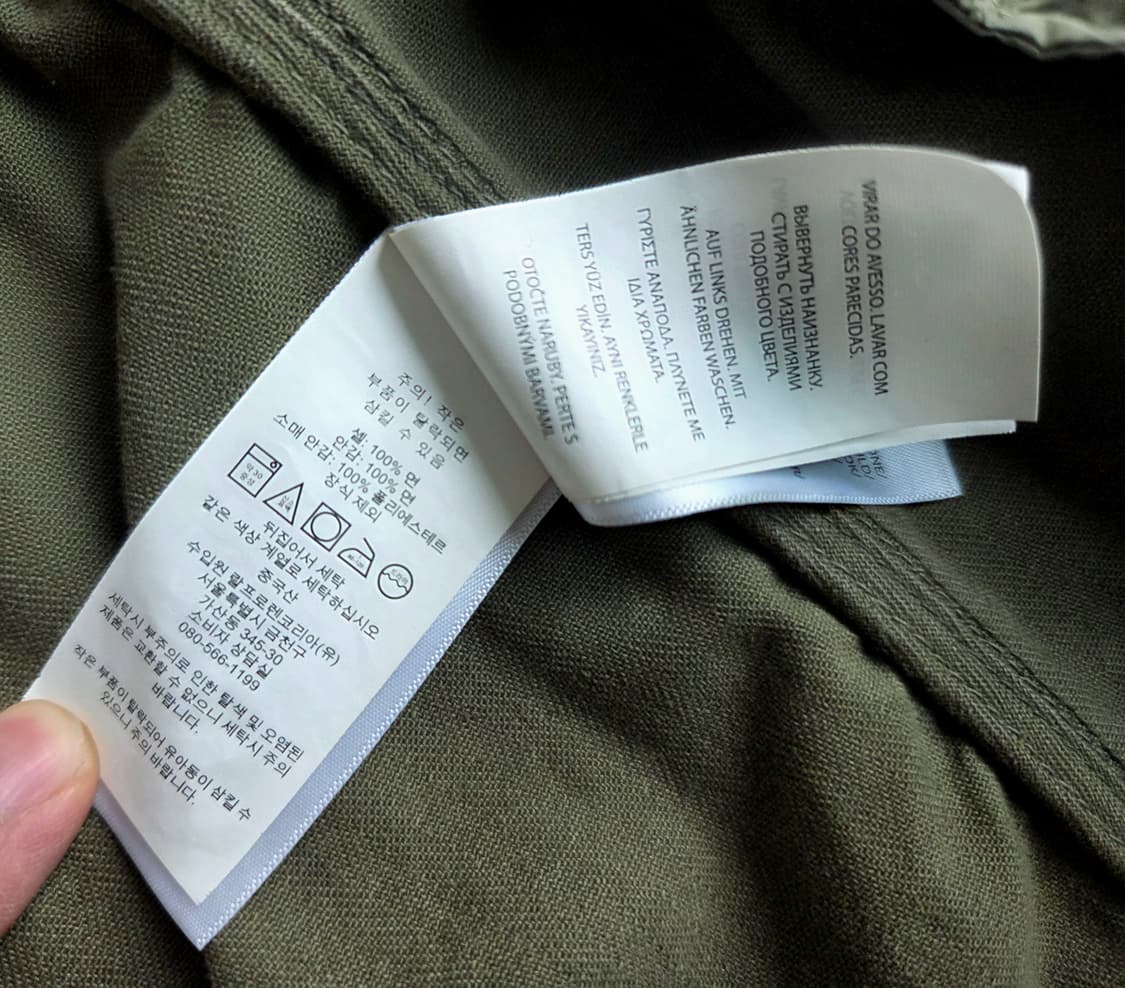 주의! 작은
부품이 탈락되면
삼킬 수 있음
셀: 100% 면
안감: 100% 면
소매 안감: 100% 폴리에스테르
장식제외
약30
중성
뒤집어서 세탁
같은 색상 계열로 세탁하십시오
중국산
수입원 랄프로렌코리아(유)
서울특별시 금천구
가산동 345-30
소비자 상담실
080-566-1199
세탁시 부주의로 인한 탈색 및 오염된
제품은 교환할 수 없으니 세탁시 주의
바랍니다.
작은 부품이 탈락되어 유아동이 삼킬 수
있으니 주의 바랍니다.
VIRAR DO AVESSO. LAVAR COM
CORES PARECIDAS.
ВЫВЕРНУТЬ НАИЗНАНКУ.
СТИРАТЬ С ИЗДЕЛИЯМИ
ПОДОБНОГО ЦВЕТА.
AUF LINKS DREHEN. MIT
ÄHNLICHEN FARBEN WASCHEN.
ΓΥΡΙΣΤΕ ΑΝΑΠΟΔΑ. ΠΛΥΝΕΤΕ ΜΕ
ΙΔΙΑ ΧΡΩΜΑΤΑ.
TERS YÜZ EDİN. AYNI RENKLERLE
YIKAYINIZ.
OTOČTE NARUBY. PERTE S
PODOBNÝMI BARVAMI.